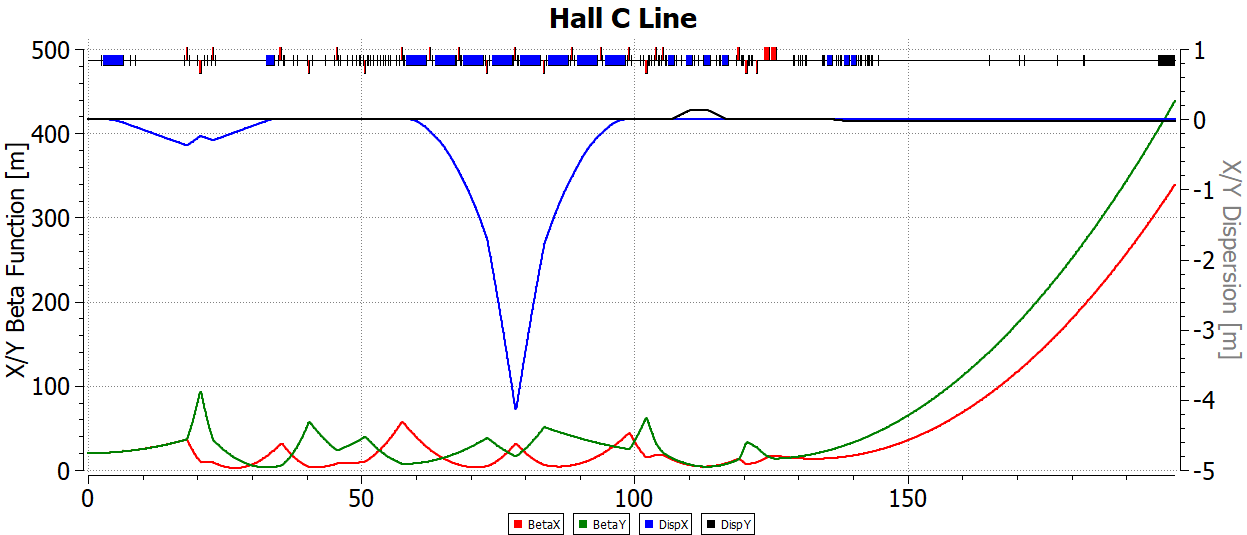 Hall C Line
X/Y Beta Function [m]
500
400
300
200
100
0
1
0
-1
-2
-3
-4
-5
X/Y Dispersion [m]
0
50
100
150
BetaX
BetaY
DispX
DispY